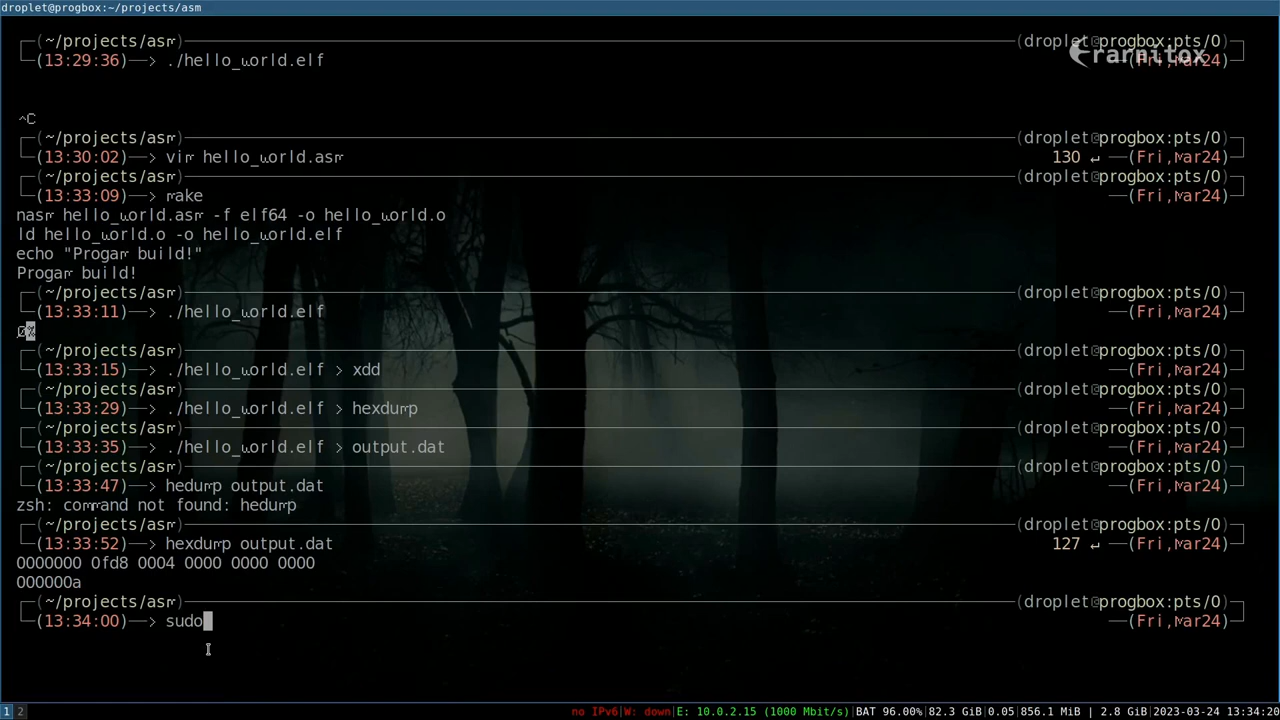 droplet@progbox:~/projects/asm
(~/projects/asm) (droplet@progbox:pts/0)
(13:29:36)──> ./hello_world.elf ──(Fri,Mar24)
Crarnitox
^C
(~/projects/asm) (droplet@progbox:pts/0)
(13:30:02)──> vim hello_world.asm 130 ↵ ──(Fri,Mar24)
(~/projects/asm) (droplet@progbox:pts/0)
(13:33:09)──> make ──(Fri,Mar24)
nasm hello_world.asm -f elf64 -o hello_world.o
ld hello_world.o -o hello_world.elf
echo "Progam build!"
Progam build!
(~/projects/asm) (droplet@progbox:pts/0)
(13:33:11)──> ./hello_world.elf ──(Fri,Mar24)
%
(~/projects/asm) (droplet@progbox:pts/0)
(13:33:15)──> ./hello_world.elf > xdd ──(Fri,Mar24)
(~/projects/asm) (droplet@progbox:pts/0)
(13:33:29)──> ./hello_world.elf > hexdump ──(Fri,Mar24)
(~/projects/asm) (droplet@progbox:pts/0)
(13:33:35)──> ./hello_world.elf > output.dat ──(Fri,Mar24)
(~/projects/asm) (droplet@progbox:pts/0)
(13:33:47)──> hedump output.dat ──(Fri,Mar24)
zsh: command not found: hedump
(~/projects/asm) (droplet@progbox:pts/0)
(13:33:52)──> hexdump output.dat 127 ↵ ──(Fri,Mar24)
0000000 0fd8 0004 0000 0000 0000
000000a
(~/projects/asm) (droplet@progbox:pts/0)
(13:34:00)──> sudo ──(Fri,Mar24)
1 2 no IPv6|W: down|E: 10.0.2.15 (1000 Mbit/s)|BAT 96.00%|82.3 GiB|0.05|856.1 MiB | 2.8 GiB|2023-03-24 13:34:20